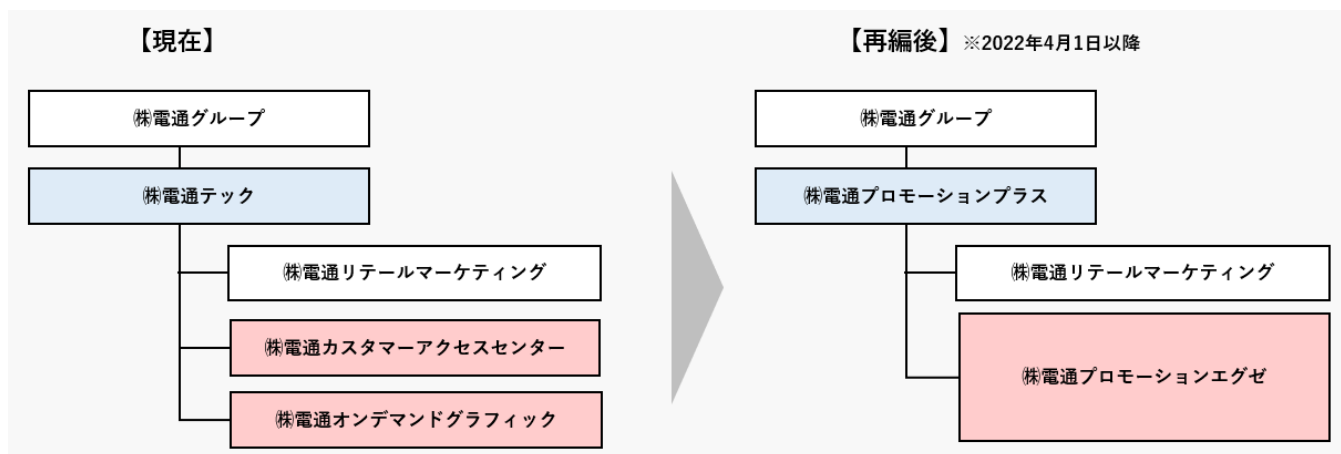 【現在】
㈱電通グループ
㈱電通テック
㈱電通リテールマーケティング
㈱電通カスタマーアクセスセンター
㈱電通オンデマンドグラフィック
【再編後】※2022年4月1日以降
㈱電通グループ
㈱電通プロモーションプラス
㈱電通リテールマーケティング
㈱電通プロモーションエグゼ